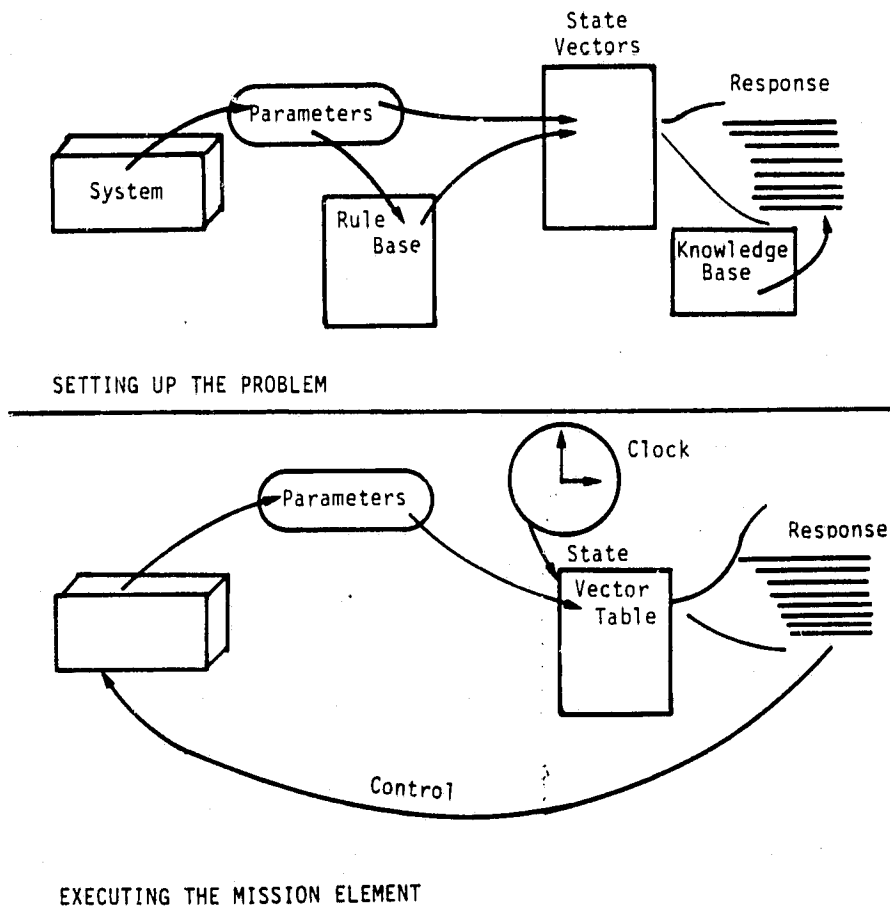 State
Vectors
Response
Parameters
System
Rule
Base
Knowledge
Base
SETTING UP THE PROBLEM
Clock
Parameters
Response
State
Vector
Table
Control
EXECUTING THE MISSION ELEMENT